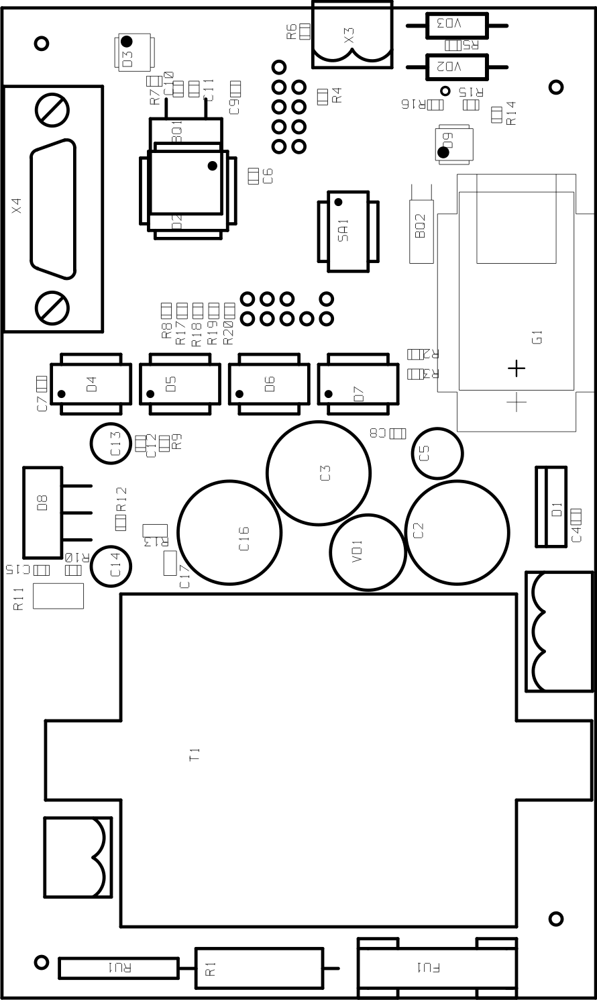 VD3
R6
X3
R5
D3
VD2
C10
C11
R7
C9
R4
R15
R16
R14
BQ1
D9
C6
X4
D2
SA1
BQ2
R8
R17
R18
R19
R20
G1
R2
R3
D4
D5
D6
D7
C7
C13
C12
R9
C8
C5
C3
D8
R12
R13
C16
VD1
C2
D1
C4
C14
R10
C15
C17
R11
T1
RU1
R1
FU1